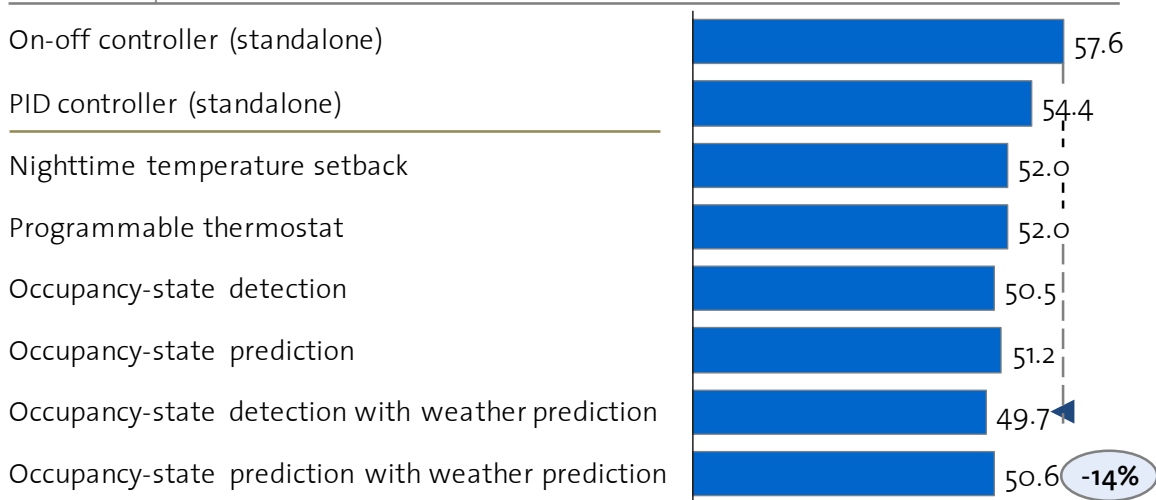 On-off controller (standalone) 57.6
PID controller (standalone) 54.4
Nighttime temperature setback 52.0
Programmable thermostat 52.0
Occupancy-state detection 50.5
Occupancy-state prediction 51.2
Occupancy-state detection with weather prediction 49.7
Occupancy-state prediction with weather prediction 50.6 -14%